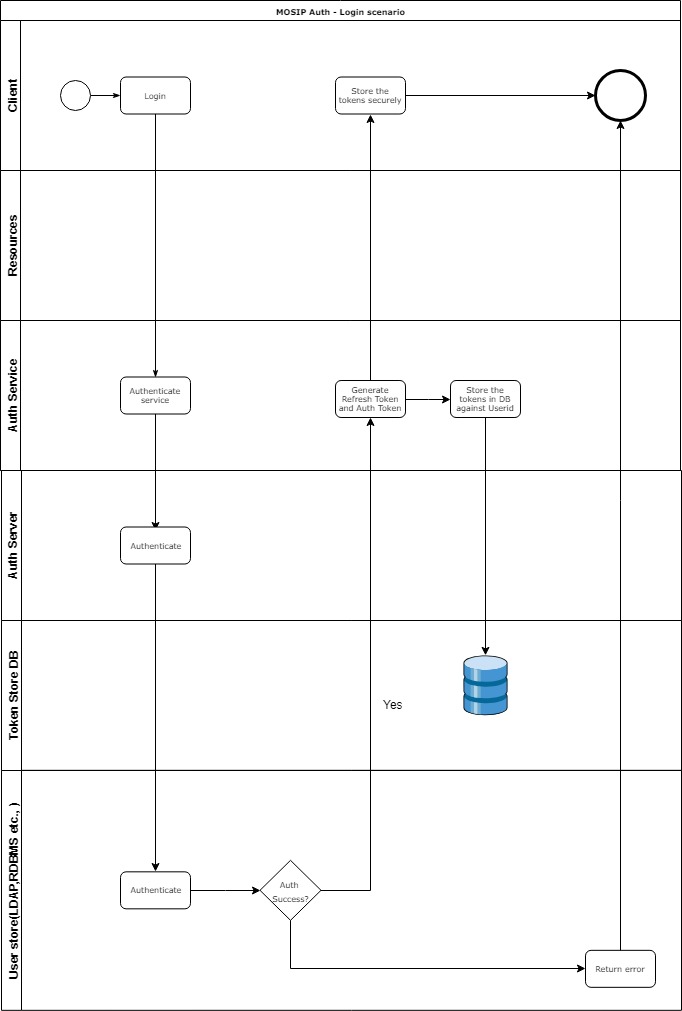 MOSIP Auth - Login scenario
Client
Login
Store the
tokens securely
Resources
Auth Service
Authenticate
service
Generate
Refresh Token
and Auth Token
Store the
tokens in DB
against Userid
Auth Server
Authenticate
Token Store DB
Yes
User store(LDAP,RDBMS etc., )
Authenticate
Auth
Success?
Return error